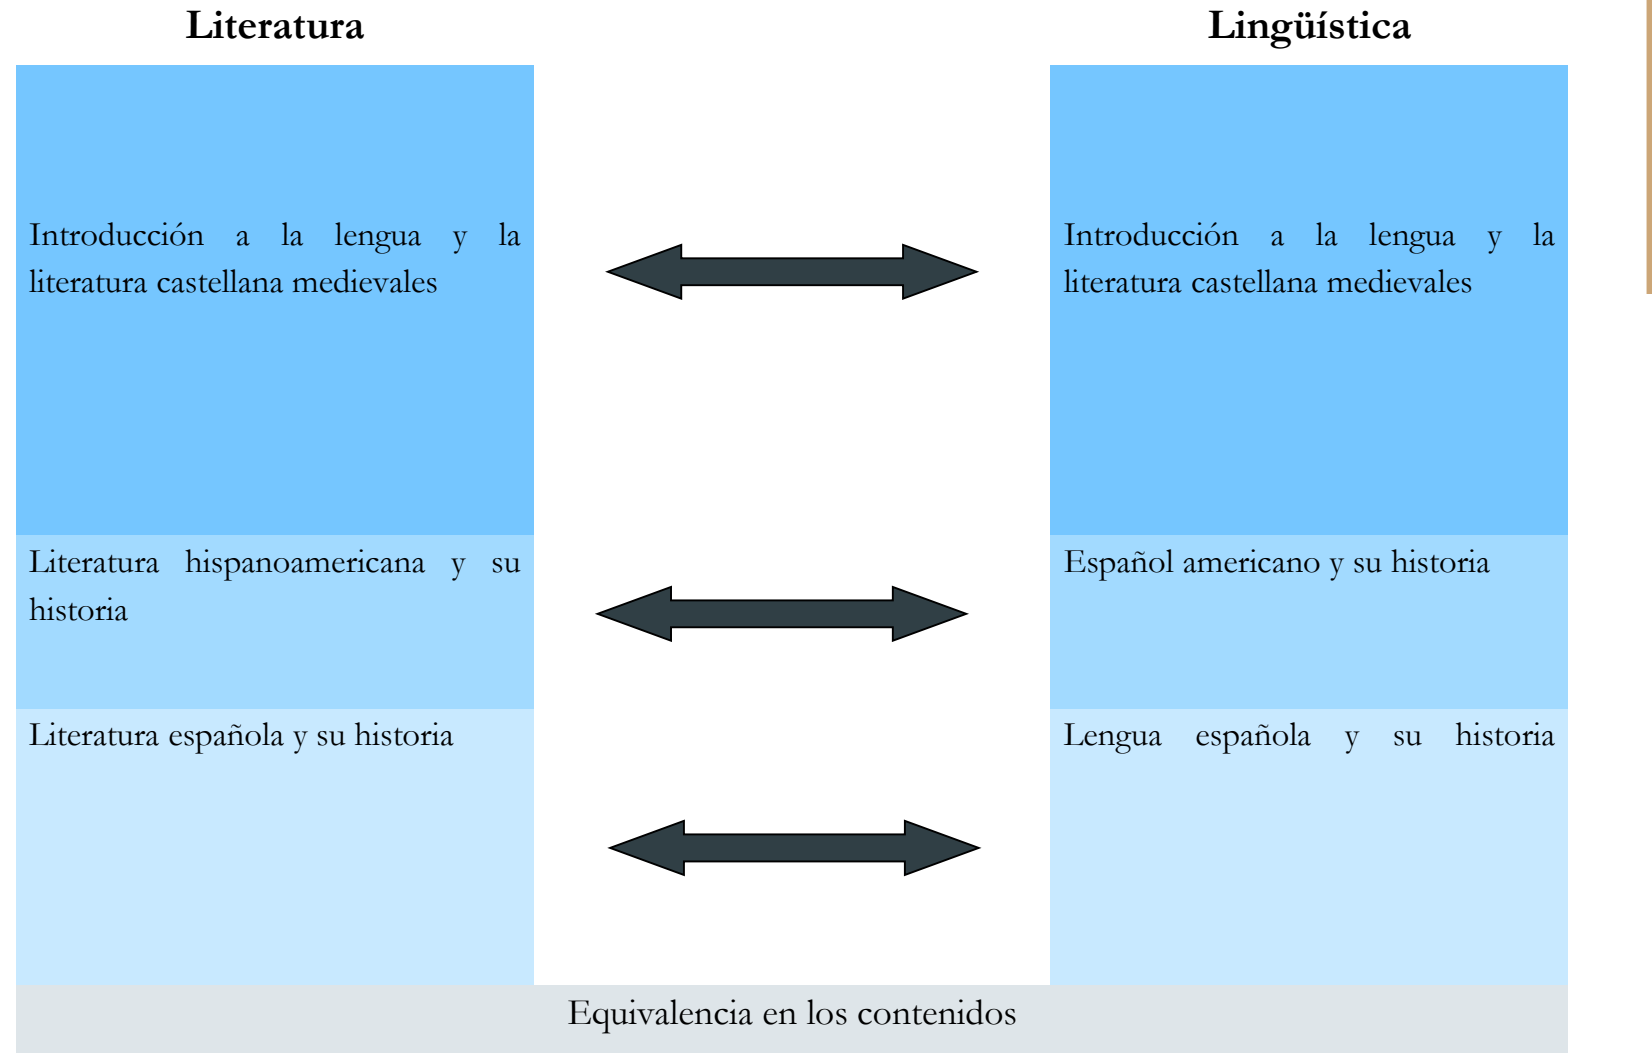 Literatura
Lingüística
Introducción a la lengua y la
literatura castellana medievales
Introducción a la lengua y la
literatura castellana medievales
Literatura hispanoamericana y su
historia
Español americano y su historia
Literatura española y su historia
Lengua española y su historia
Equivalencia en los contenidos